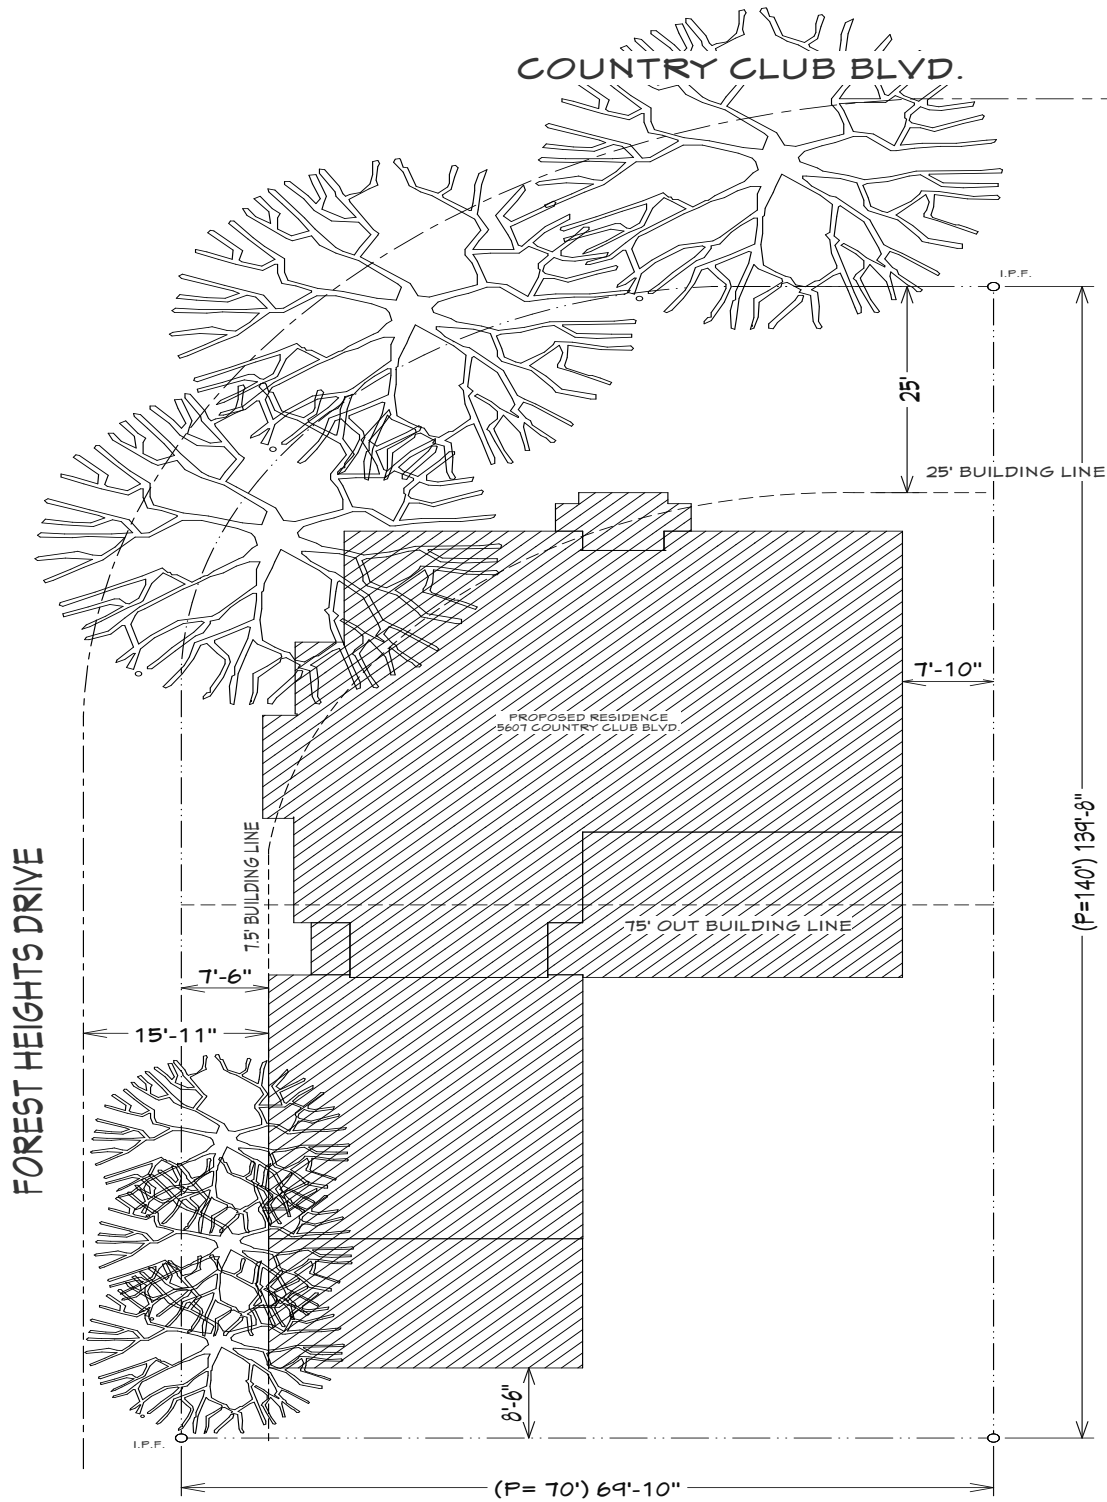 COUNTRY CLUB BLVD.
I.P.F.
25'
25' BUILDING LINE
7'-10"
PROPOSED RESIDENCE
5607 COUNTRY CLUB BLVD.
(P=140') 139'-8"
7.5' BUILDING LINE
FOREST HEIGHTS DRIVE
75' OUT BUILDING LINE
7'-6"
15'-11"
8'-6"
I.P.F.
(P= 70') 69'-10"